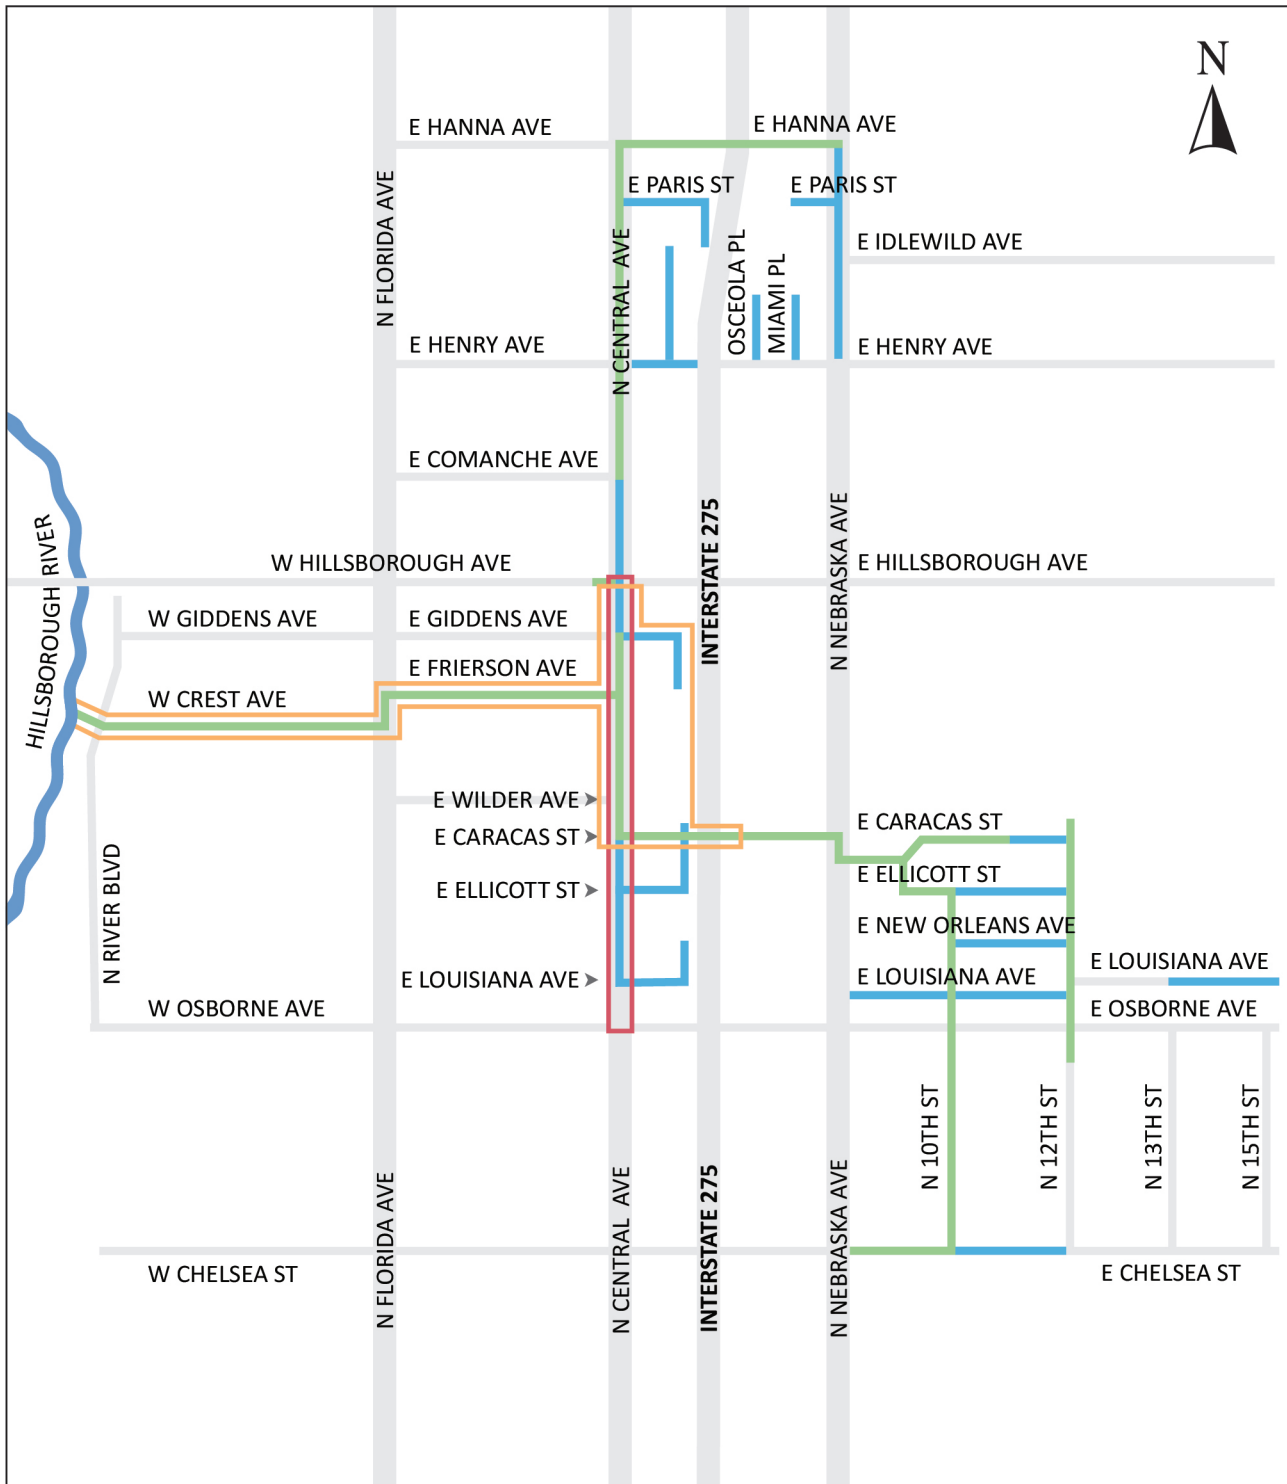 N
E HANNA AVE
E HANNA AVE
E PARIS ST
E PARIS ST
N FLORIDA AVE
N CENTRAL AVE
OSCEOLA PL
MIAMI PL
E IDLEWILD AVE
E HENRY AVE
E HENRY AVE
E COMANCHE AVE
INTERSTATE 275
N NEBRASKA AVE
HILLSBOROUGH RIVER
W HILLSBOROUGH AVE
E HILLSBOROUGH AVE
W GIDDENS AVE
E GIDDENS AVE
E FRIERSON AVE
W CREST AVE
E WILDER AVE
E CARACAS ST
E CARACAS ST
E ELLICOTT ST
E ELLICOTT ST
N RIVER BLVD
E NEW ORLEANS AVE
E LOUISIANA AVE
E LOUISIANA AVE
E LOUISIANA AVE
W OSBORNE AVE
E OSBORNE AVE
N 10TH ST
N 12TH ST
N 13TH ST
N 15TH ST
N FLORIDA AVE
N CENTRAL AVE
INTERSTATE 275
N NEBRASKA AVE
W CHELSEA ST
E CHELSEA ST